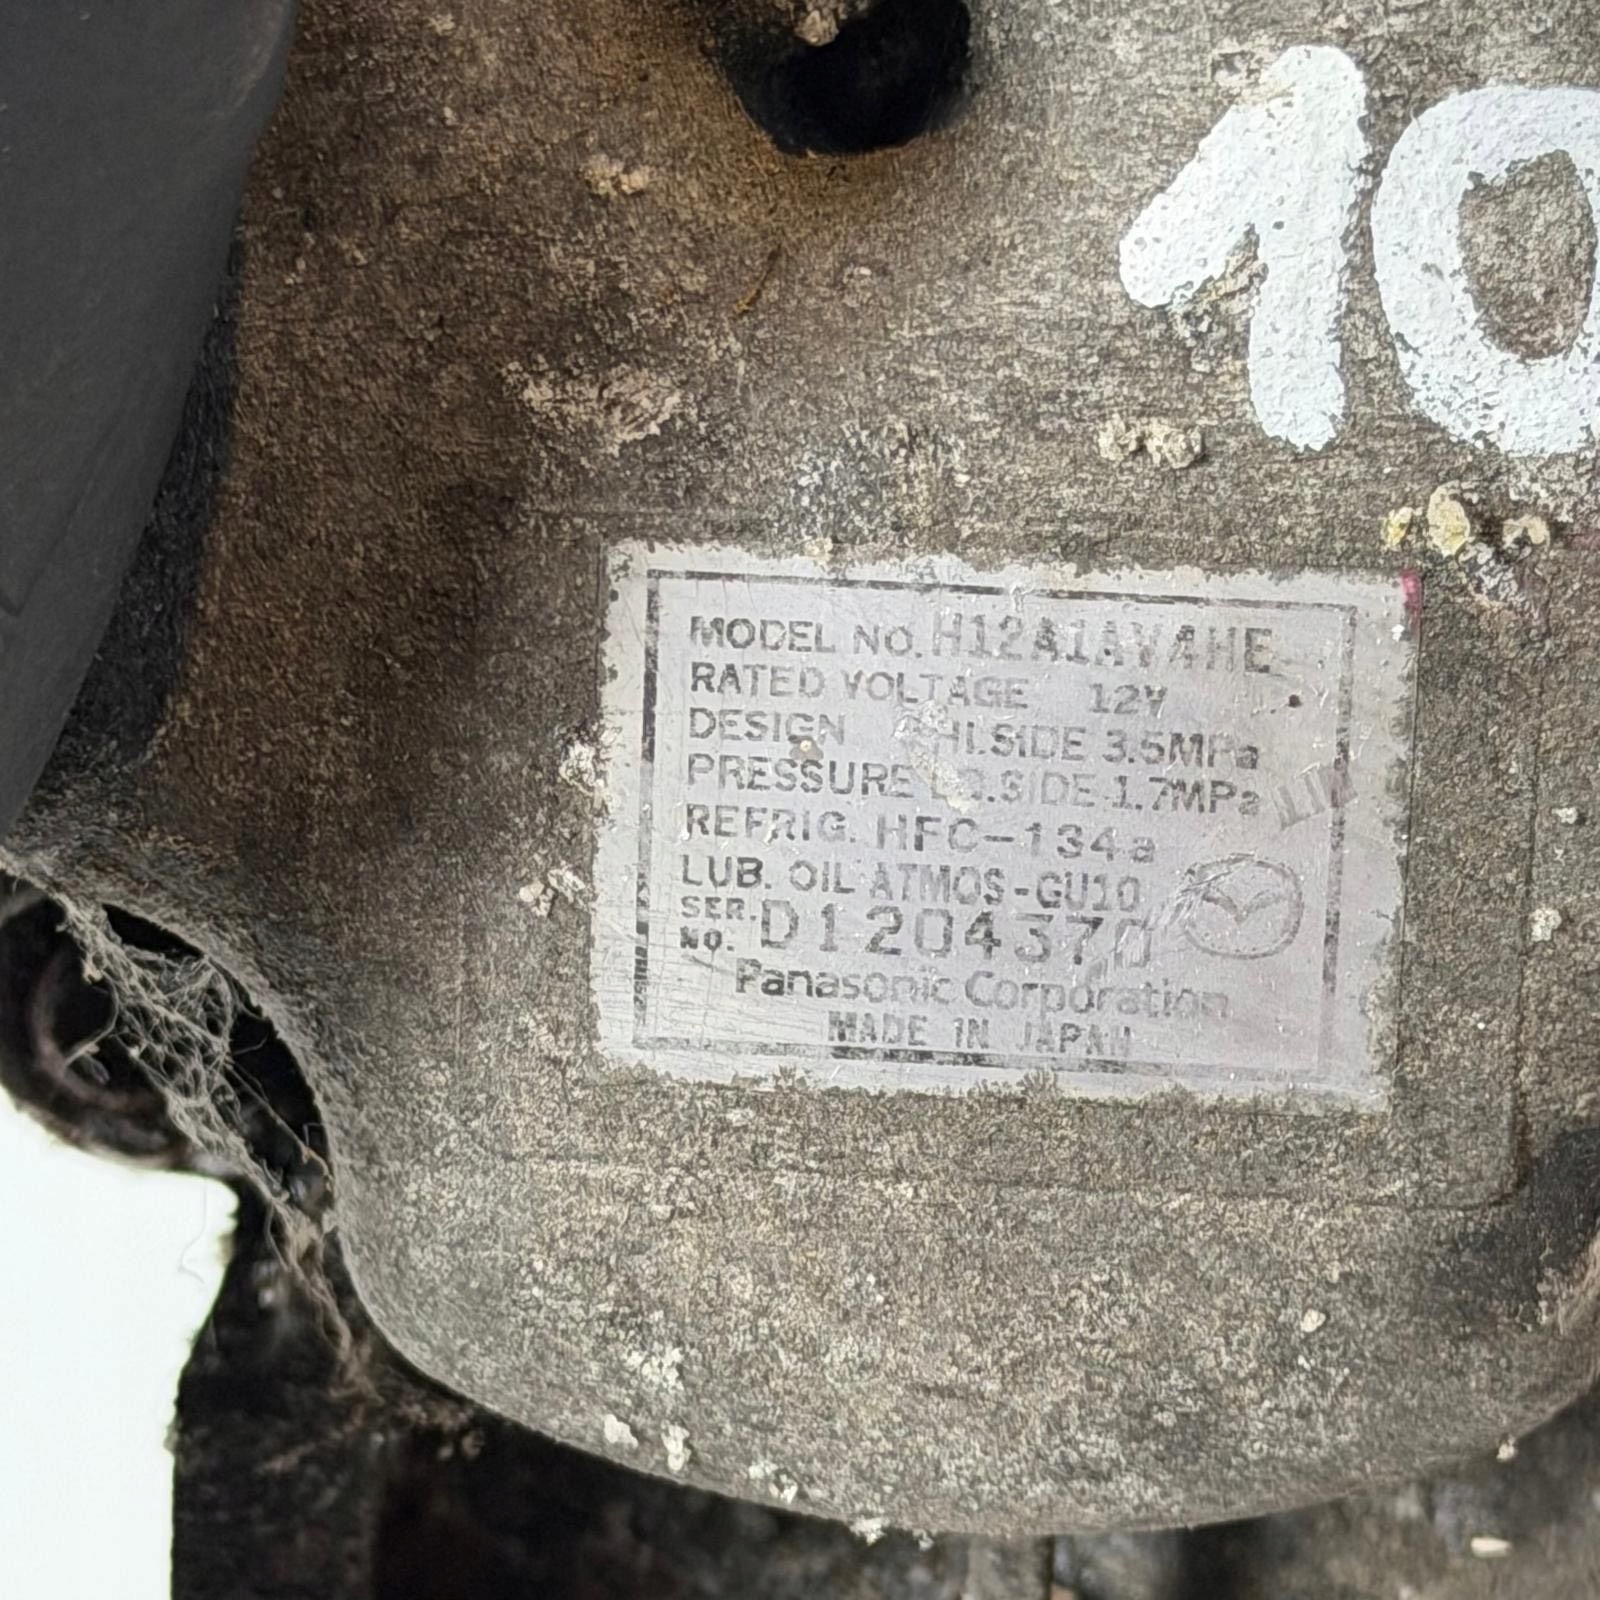 10
MODEL NO. H12A1AV4HE
RATED VOLTAGE 12V
DESIGN HI.SIDE 3.5MPa
PRESSURE LO.SIDE 1.7MPa
REFRIG. HFC-134a
LUB. OIL ATMOS-GU10
SER. NO. D1204370
Panasonic Corporation
MADE IN JAPAN